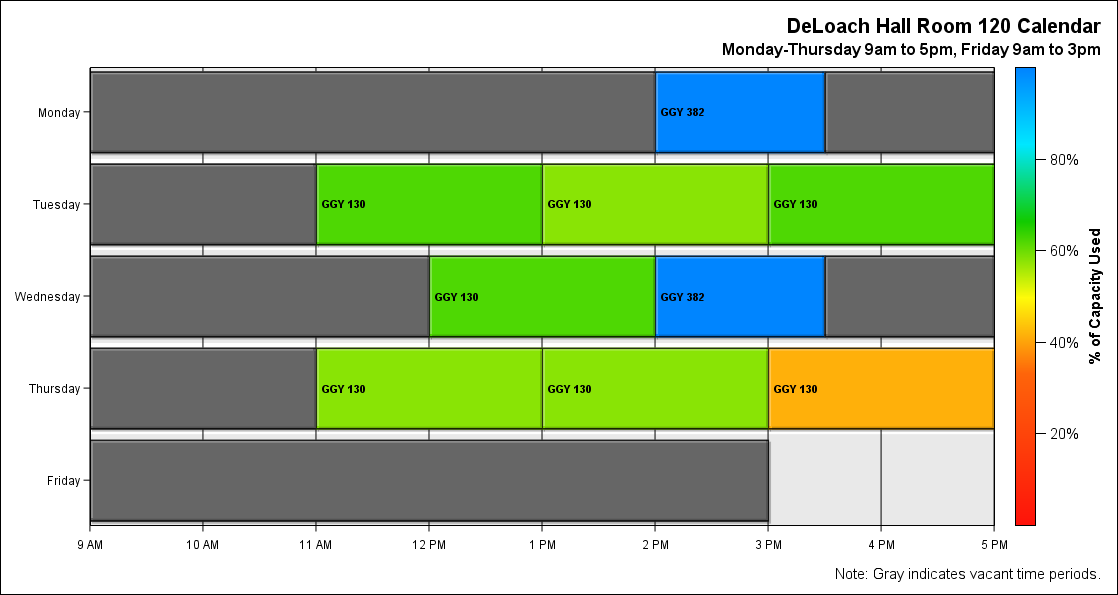 DeLoach Hall Room 120 Calendar
Monday-Thursday 9am to 5pm, Friday 9am to 3pm
Monday
GGY 382
Tuesday
GGY 130
GGY 130
GGY 130
Wednesday
GGY 130
GGY 382
Thursday
GGY 130
GGY 130
GGY 130
Friday
9 AM
10 AM
11 AM
12 PM
1 PM
2 PM
3 PM
4 PM
5 PM
80%
60%
40%
20%
% of Capacity Used
Note: Gray indicates vacant time periods.